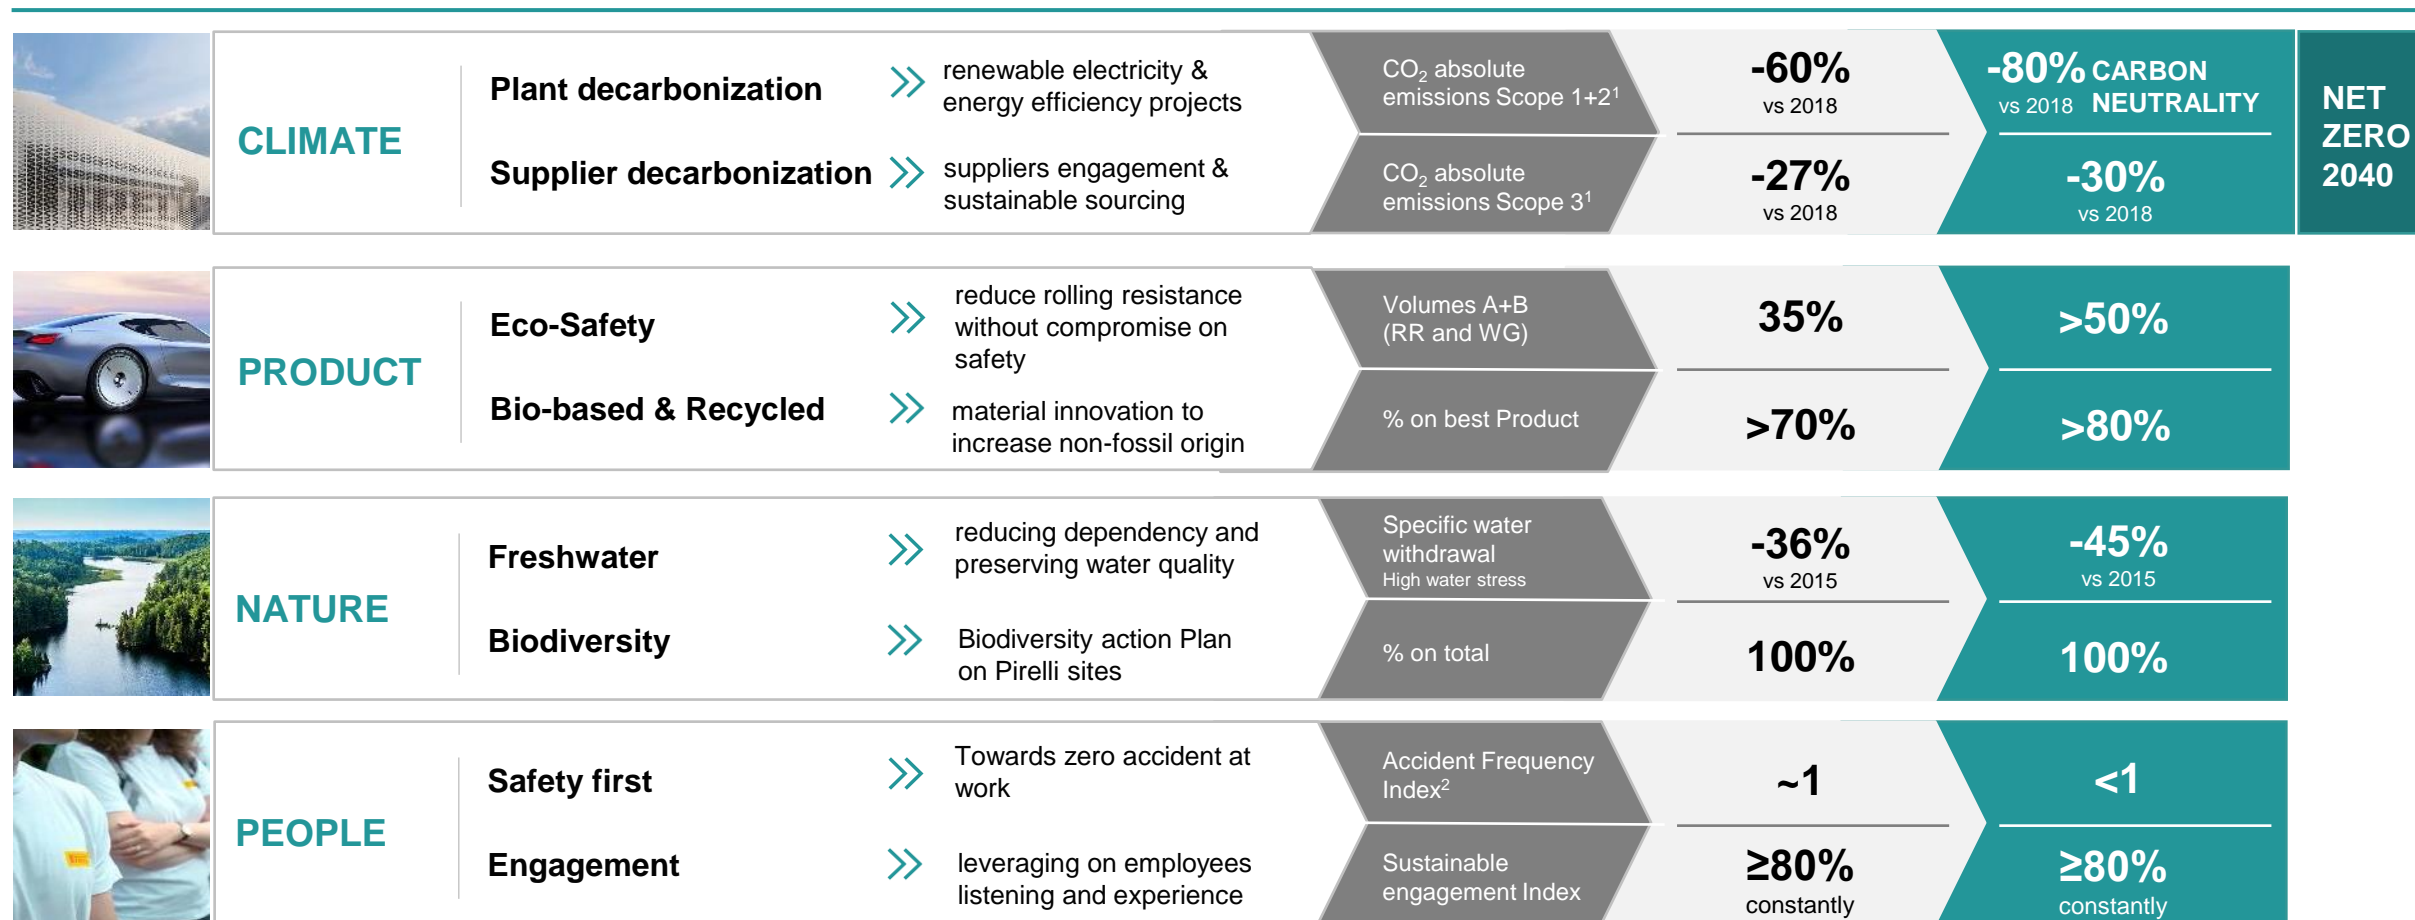 CLIMATE
Plant decarbonization
renewable electricity &
energy efficiency projects
CO₂ absolute
emissions Scope 1+2¹
-60%
vs 2018
-80% CARBON
vs 2018 NEUTRALITY
Supplier decarbonization
suppliers engagement &
sustainable sourcing
CO₂ absolute
emissions Scope 3¹
-27%
vs 2018
-30%
vs 2018
NET
ZERO
2040
PRODUCT
Eco-Safety
reduce rolling resistance
without compromise on
safety
Volumes A+B
(RR and WG)
35%
>50%
Bio-based & Recycled
material innovation to
increase non-fossil origin
% on best Product
>70%
>80%
NATURE
Freshwater
reducing dependency and
preserving water quality
Specific water
withdrawal
High water stress
-36%
vs 2015
-45%
vs 2015
Biodiversity
Biodiversity action Plan
on Pirelli sites
% on total
100%
100%
PEOPLE
Safety first
Towards zero accident at
work
Accident Frequency
Index²
~1
<1
Engagement
leveraging on employees
listening and experience
Sustainable
engagement Index
≥80%
constantly
≥80%
constantly